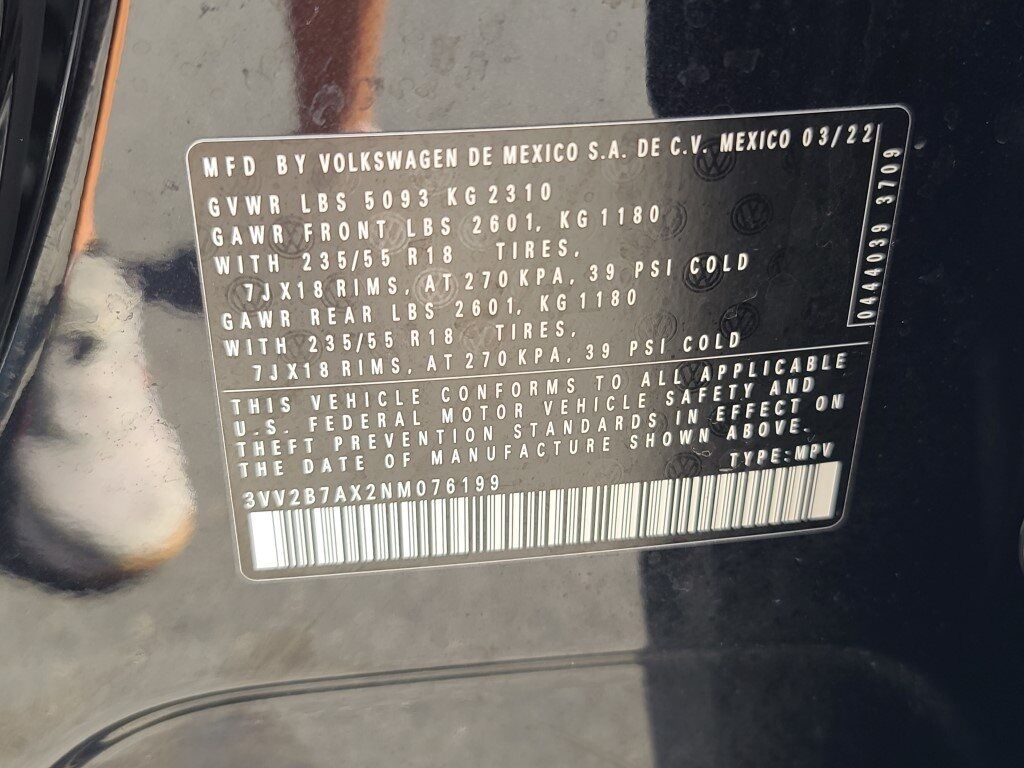 MFD BY VOLKSWAGEN DE MEXICO S.A. DE C.V. MEXICO 03/22
GVWR LBS 5093 KG 2310
GAWR FRONT LBS 2601, KG 1180
WITH 235/55 R18 TIRES,
7JX18 RIMS, AT 270 KPA, 39 PSI COLD
GAWR REAR LBS 2601, KG 1180
WITH 235/55 R18 TIRES,
7JX18 RIMS, AT 270 KPA, 39 PSI COLD
THIS VEHICLE CONFORMS TO ALL APPLICABLE
U.S. FEDERAL MOTOR VEHICLE SAFETY AND
THEFT PREVENTION STANDARDS IN EFFECT ON
THE DATE OF MANUFACTURE SHOWN ABOVE.
TYPE: MPV
3VV2B7AX2NM076199
0444039 3709